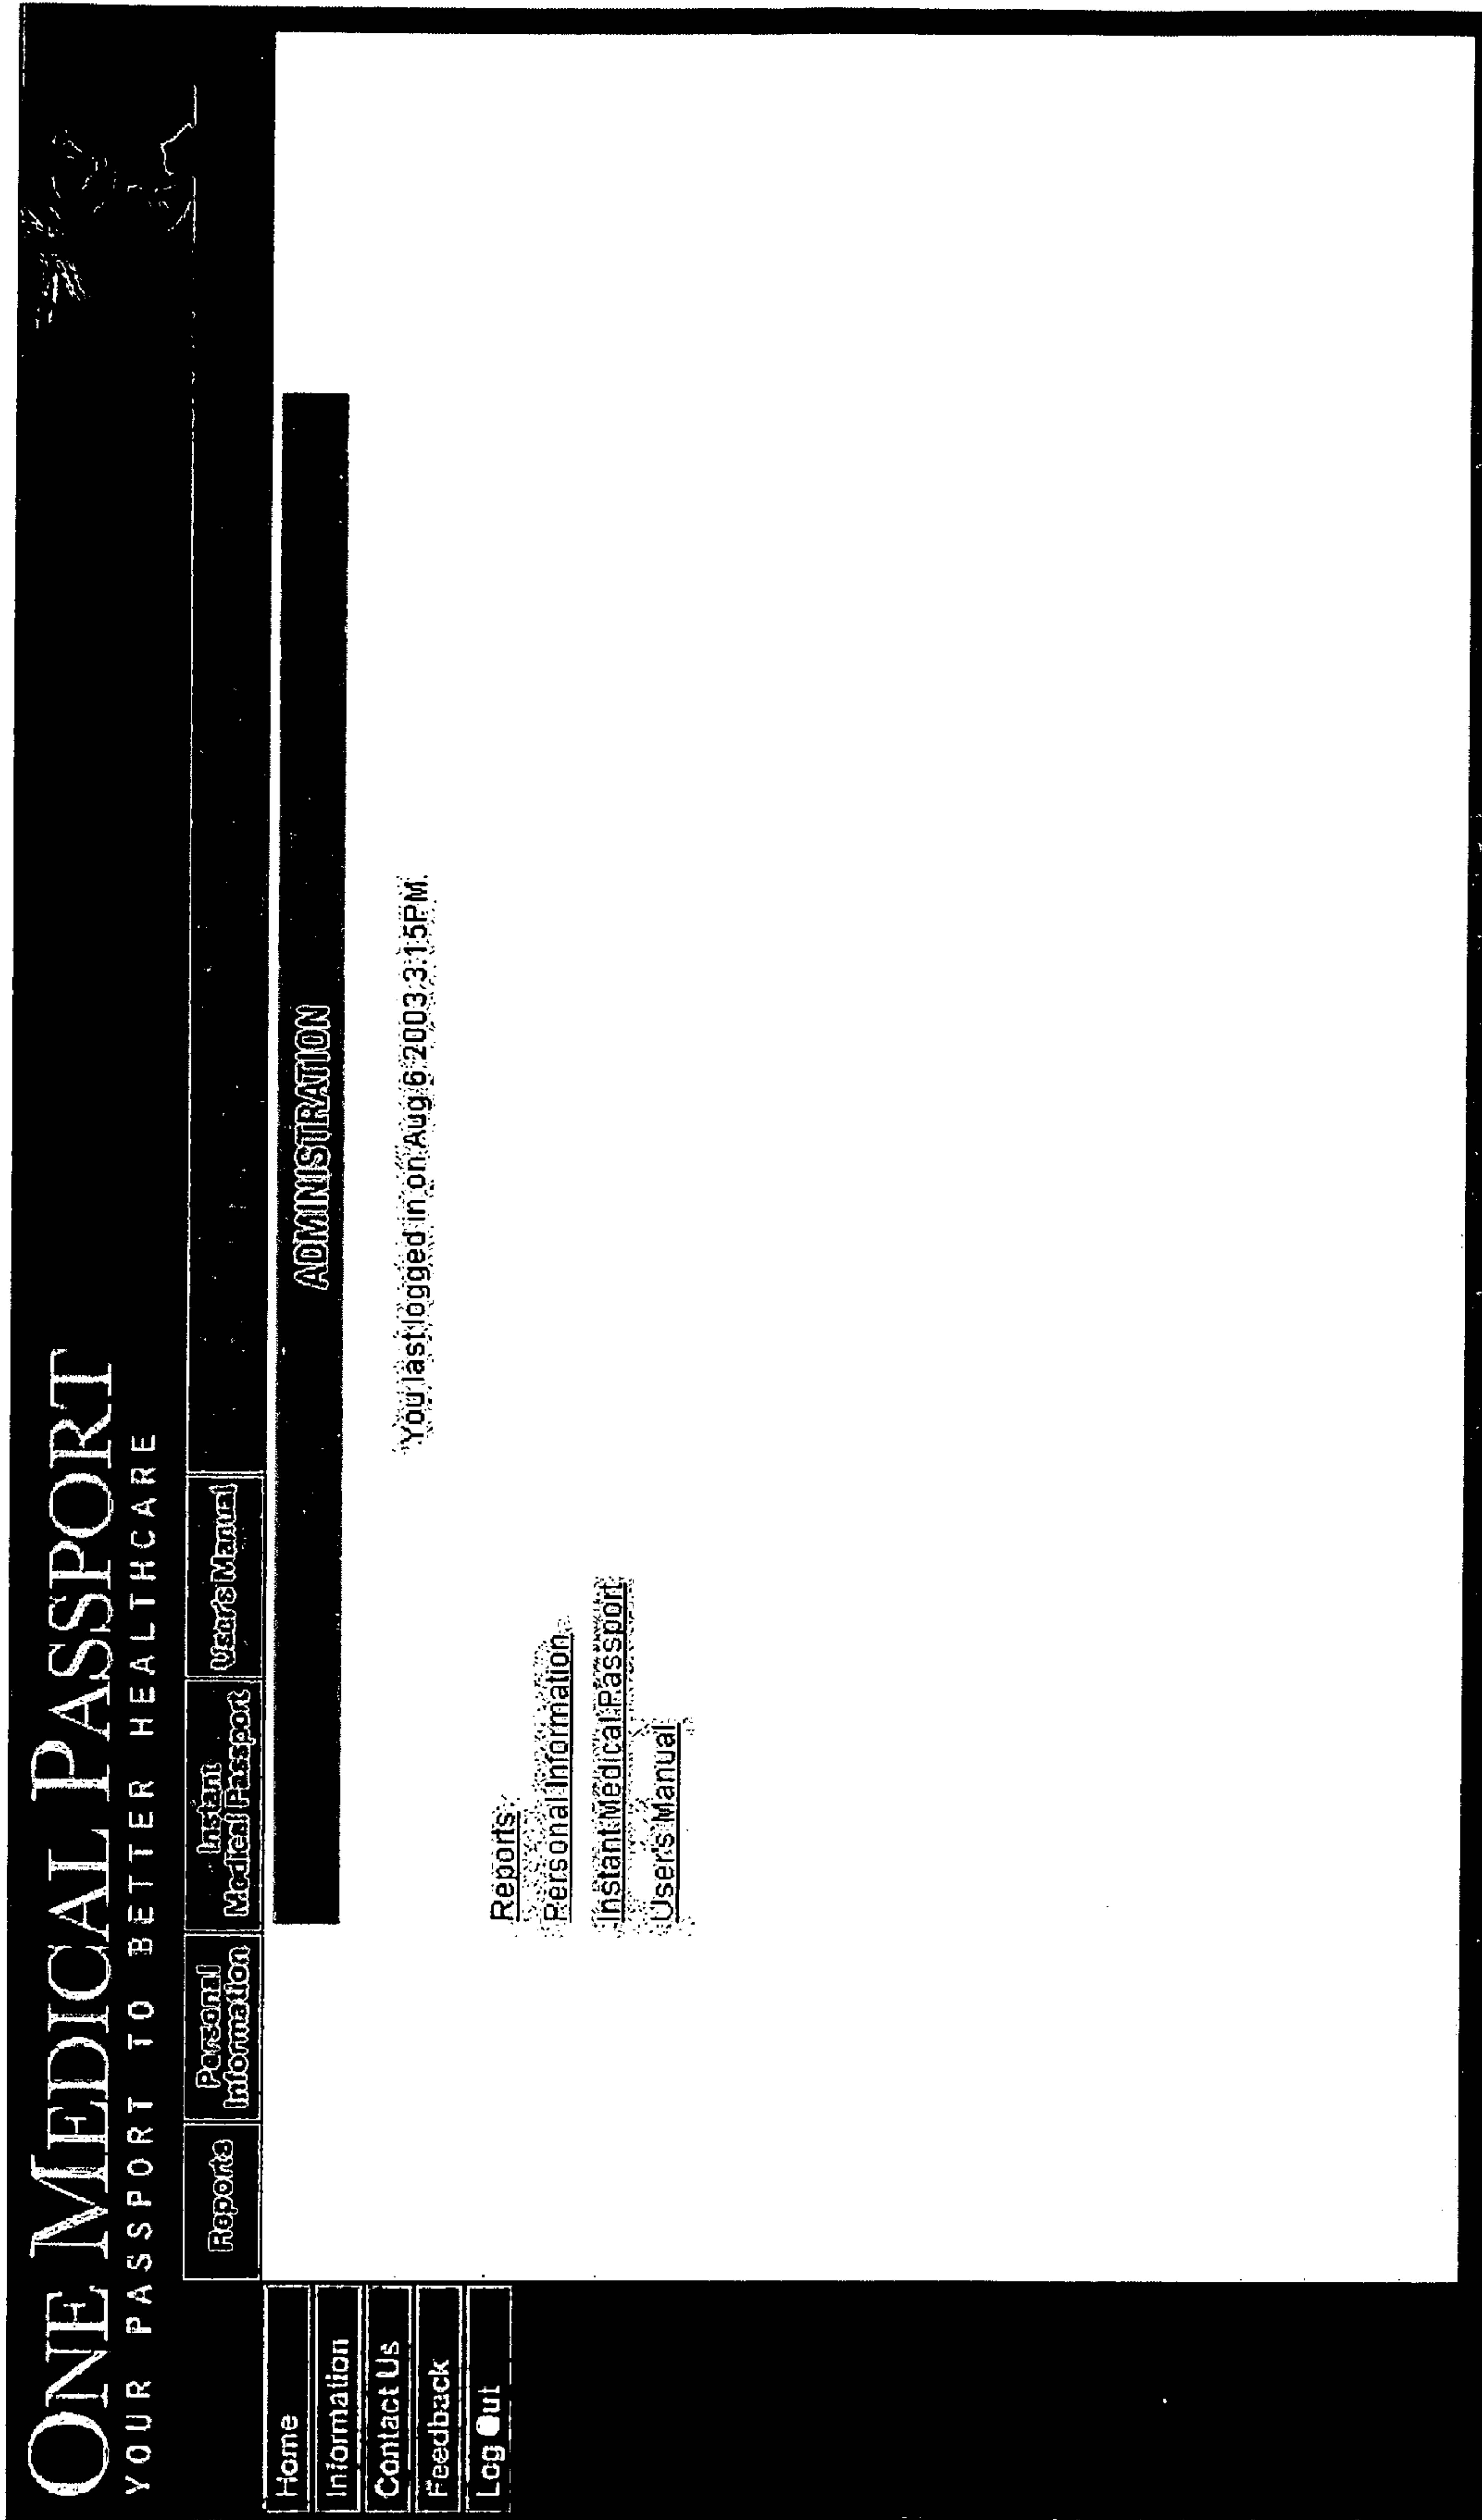 ONE MEDICAL PASSPORT
YOUR PASSPORT TO BETTER HEALTHCARE
Reports
Personal
Information
Instant
Medical Passport
User's Manual
Home
Information
Contact Us
Feedback
Log Out
ADMINISTRATION
You last logged in on Aug 6 2003 3:15PM.
Reports
Personal Information
Instant Medical Passport
User's Manual